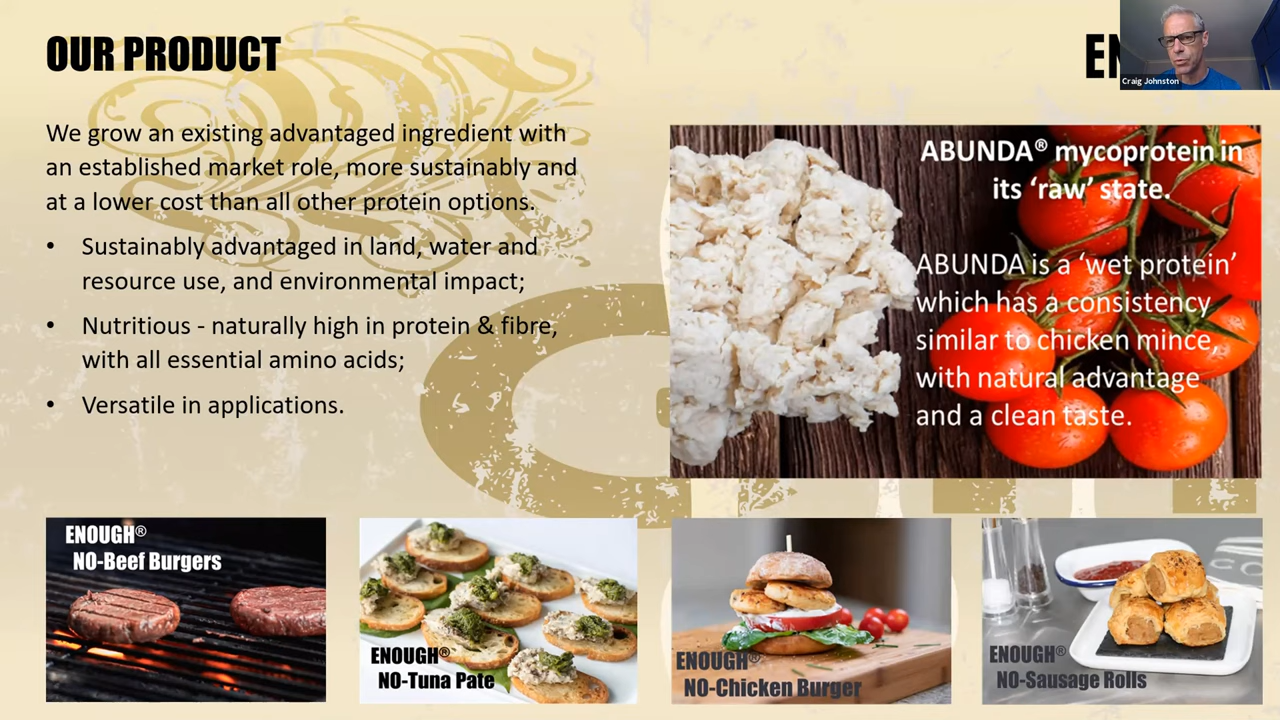 OUR PRODUCT
Craig Johnston
We grow an existing advantaged ingredient with
an established market role, more sustainably and
at a lower cost than all other protein options.
• Sustainably advantaged in land, water and
resource use, and environmental impact;
• Nutritious - naturally high in protein & fibre,
with all essential amino acids;
• Versatile in applications.
ABUNDA® mycoprotein in
its ‘raw’ state.
ABUNDA is a ‘wet protein’
which has a consistency
similar to chicken mince,
with natural advantage
and a clean taste.
ENOUGH®
NO-Beef Burgers
ENOUGH®
NO-Tuna Pate
ENOUGH®
NO-Chicken Burger
ENOUGH®
NO-Sausage Rolls